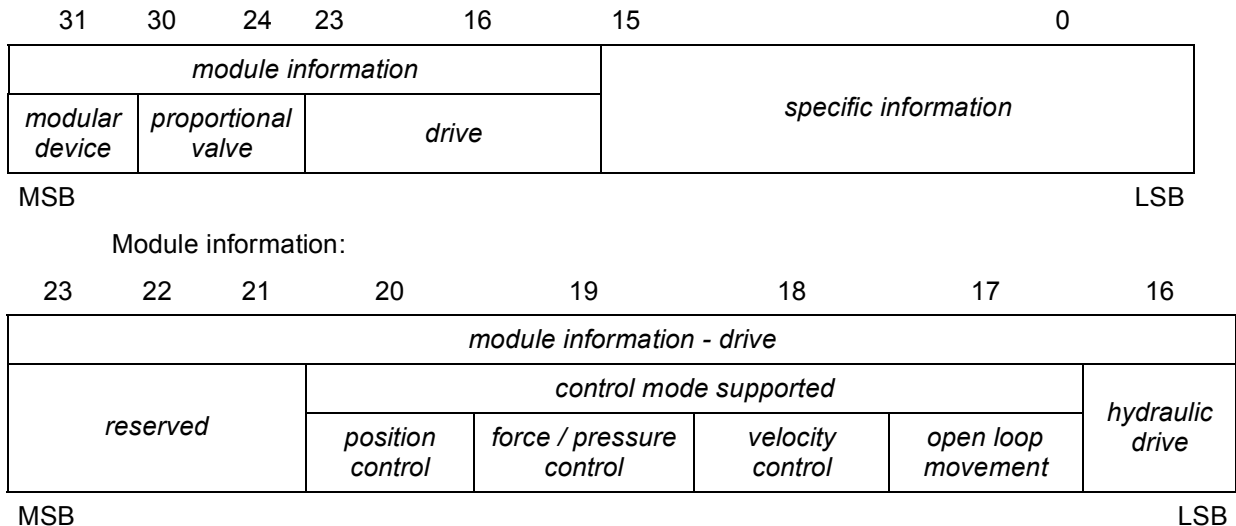 31 30 24 23 16 15 0
module information
specific information
modular device
proportional valve
drive
MSB LSB
Module information:
23 22 21 20 19 18 17 16
module information - drive
reserved
control mode supported
hydraulic drive
position control
force / pressure control
velocity control
open loop movement
MSB LSB